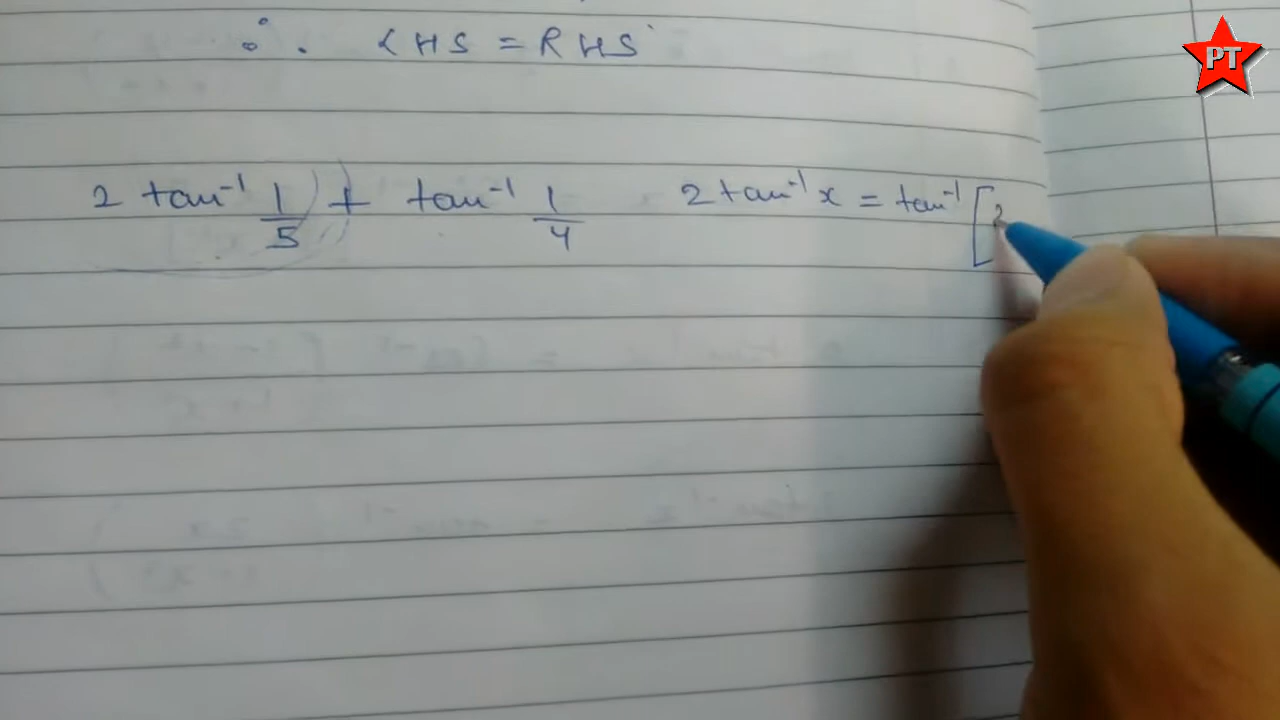 ∴ LHS = RHS
2 tan⁻¹ 1/5 + tan⁻¹ 1/4 2 tan⁻¹ x = tan⁻¹ [2
PT